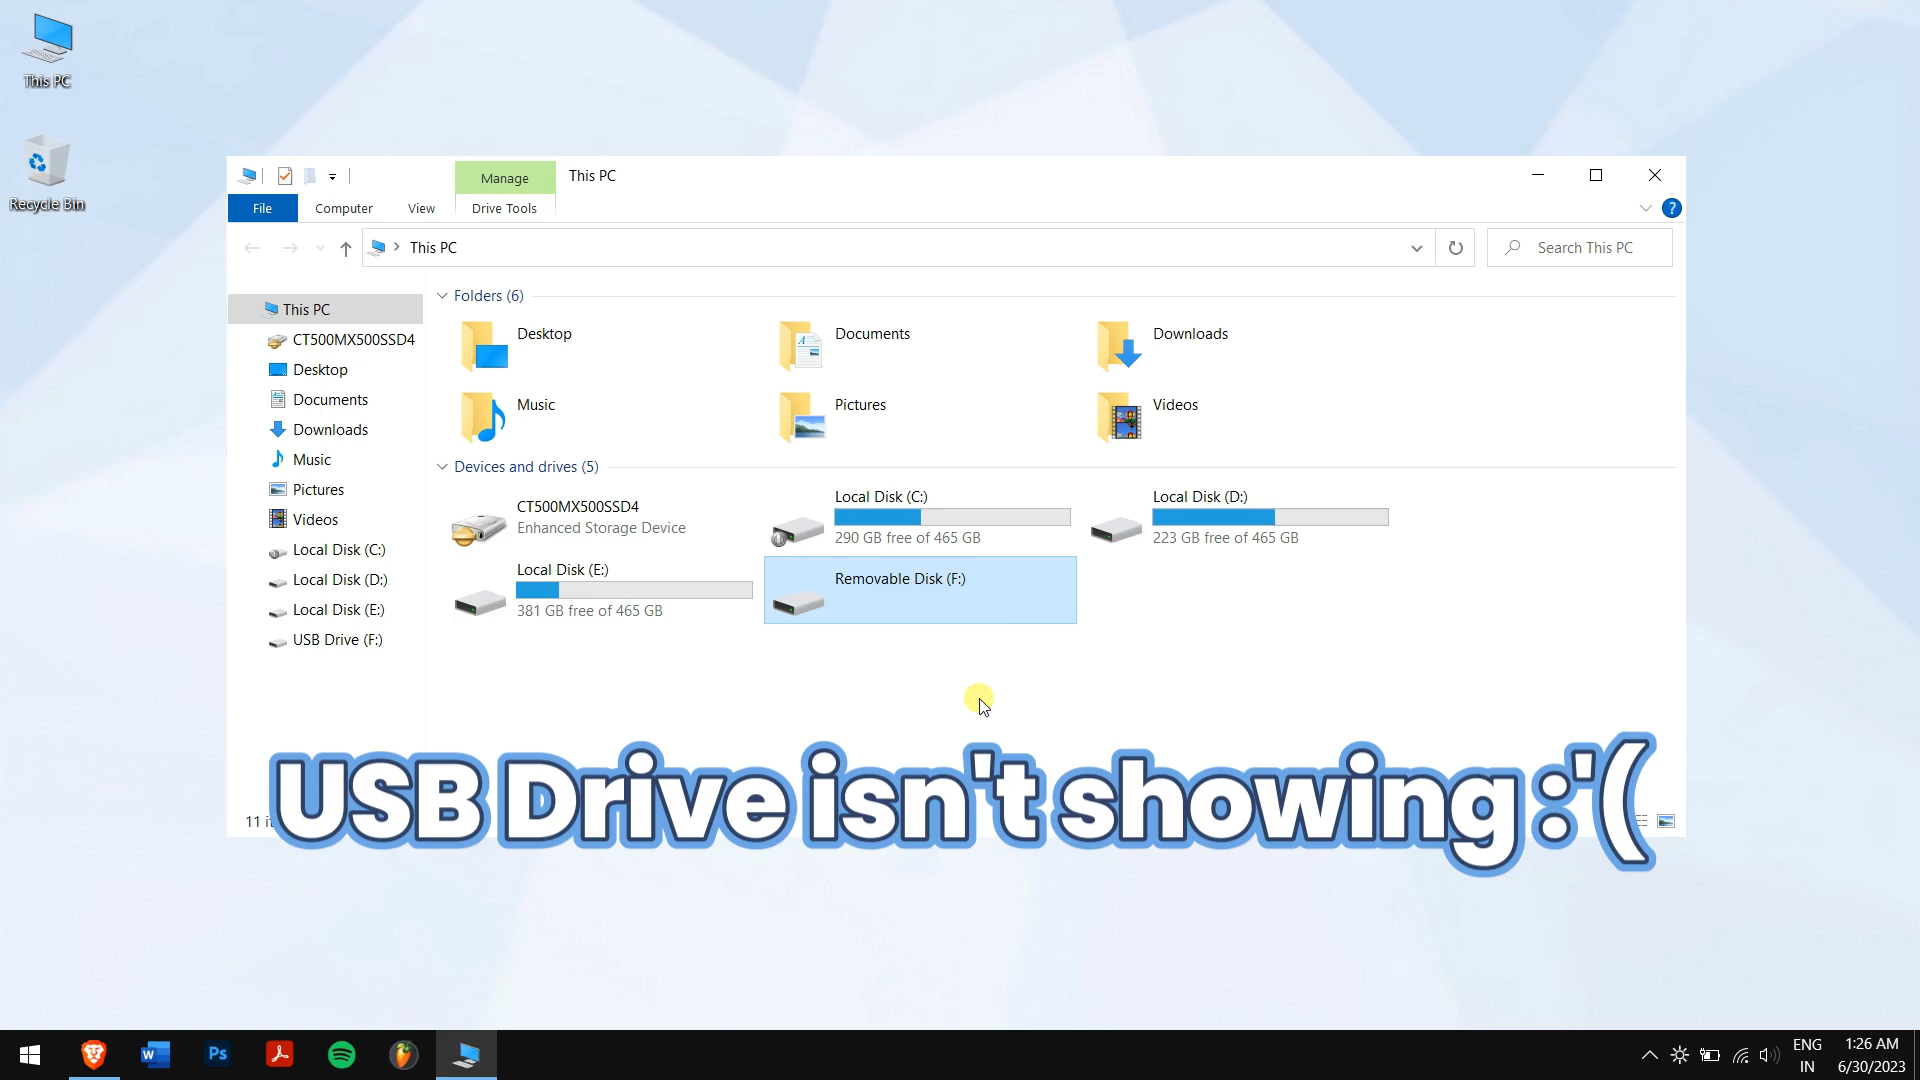 This PC
Recycle Bin
Manage
This PC
File
Computer
View
Drive Tools
?
This PC
Search This PC
This PC
CT500MX500SSD4
Desktop
Documents
Downloads
Music
Pictures
Videos
Local Disk (C:)
Local Disk (D:)
Local Disk (E:)
USB Drive (F:)
Folders (6)
Desktop
Documents
Downloads
Music
Pictures
Videos
Devices and drives (5)
CT500MX500SSD4
Enhanced Storage Device
Local Disk (C:)
290 GB free of 465 GB
Local Disk (D:)
223 GB free of 465 GB
Local Disk (E:)
381 GB free of 465 GB
Removable Disk (F:)
USB Drive isn't showing :'(
11
W
Ps
ENG
IN
1:26 AM
6/30/2023